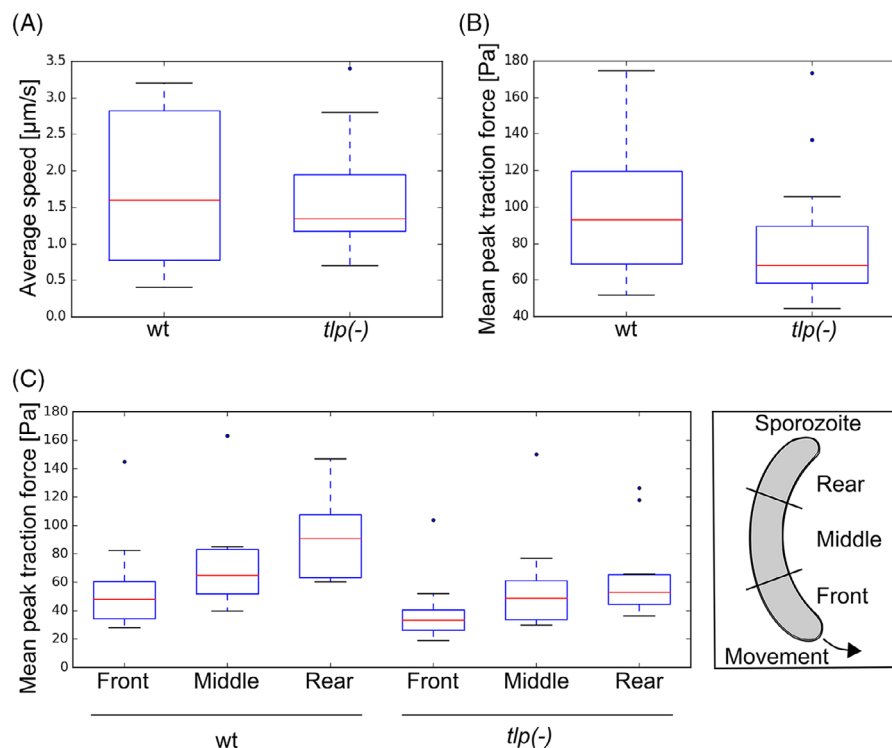 (A)
Average speed [µm/s]
3.5
3.0
2.5
2.0
1.5
1.0
0.5
0.0
wt
tlp(-)
(B)
Mean peak traction force [Pa]
180
160
140
120
100
80
60
40
wt
tlp(-)
(C)
Mean peak traction force [Pa]
180
160
140
120
100
80
60
40
20
0
Front Middle Rear Front Middle Rear
wt tlp(-)
Sporozoite
Rear
Middle
Front
Movement